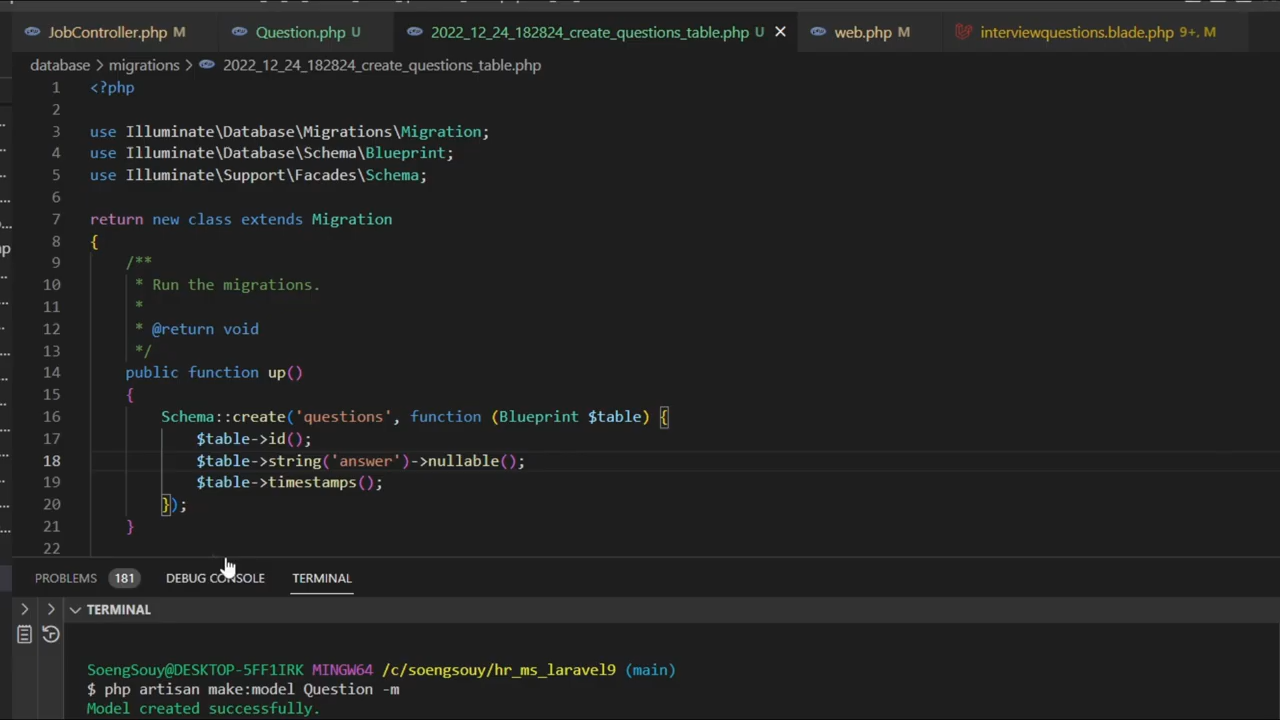 JobController.php M Question.php U 2022_12_24_182824_create_questions_table.php U web.php M interviewquestions.blade.php 9+, M
database > migrations > 2022_12_24_182824_create_questions_table.php
1 <?php
2
3 use Illuminate\Database\Migrations\Migration;
4 use Illuminate\Database\Schema\Blueprint;
5 use Illuminate\Support\Facades\Schema;
6
7 return new class extends Migration
8 {
9 /**
10 * Run the migrations.
11 *
12 * @return void
13 */
14 public function up()
15 {
16 Schema::create('questions', function (Blueprint $table) {
17 $table->id();
18 $table->string('answer')->nullable();
19 $table->timestamps();
20 });
21 }
22
PROBLEMS 181 DEBUG CONSOLE TERMINAL
TERMINAL
SoengSouy@DESKTOP-5FF1IRK MINGW64 /c/soengsouy/hr_ms_laravel9 (main)
$ php artisan make:model Question -m
Model created successfully.